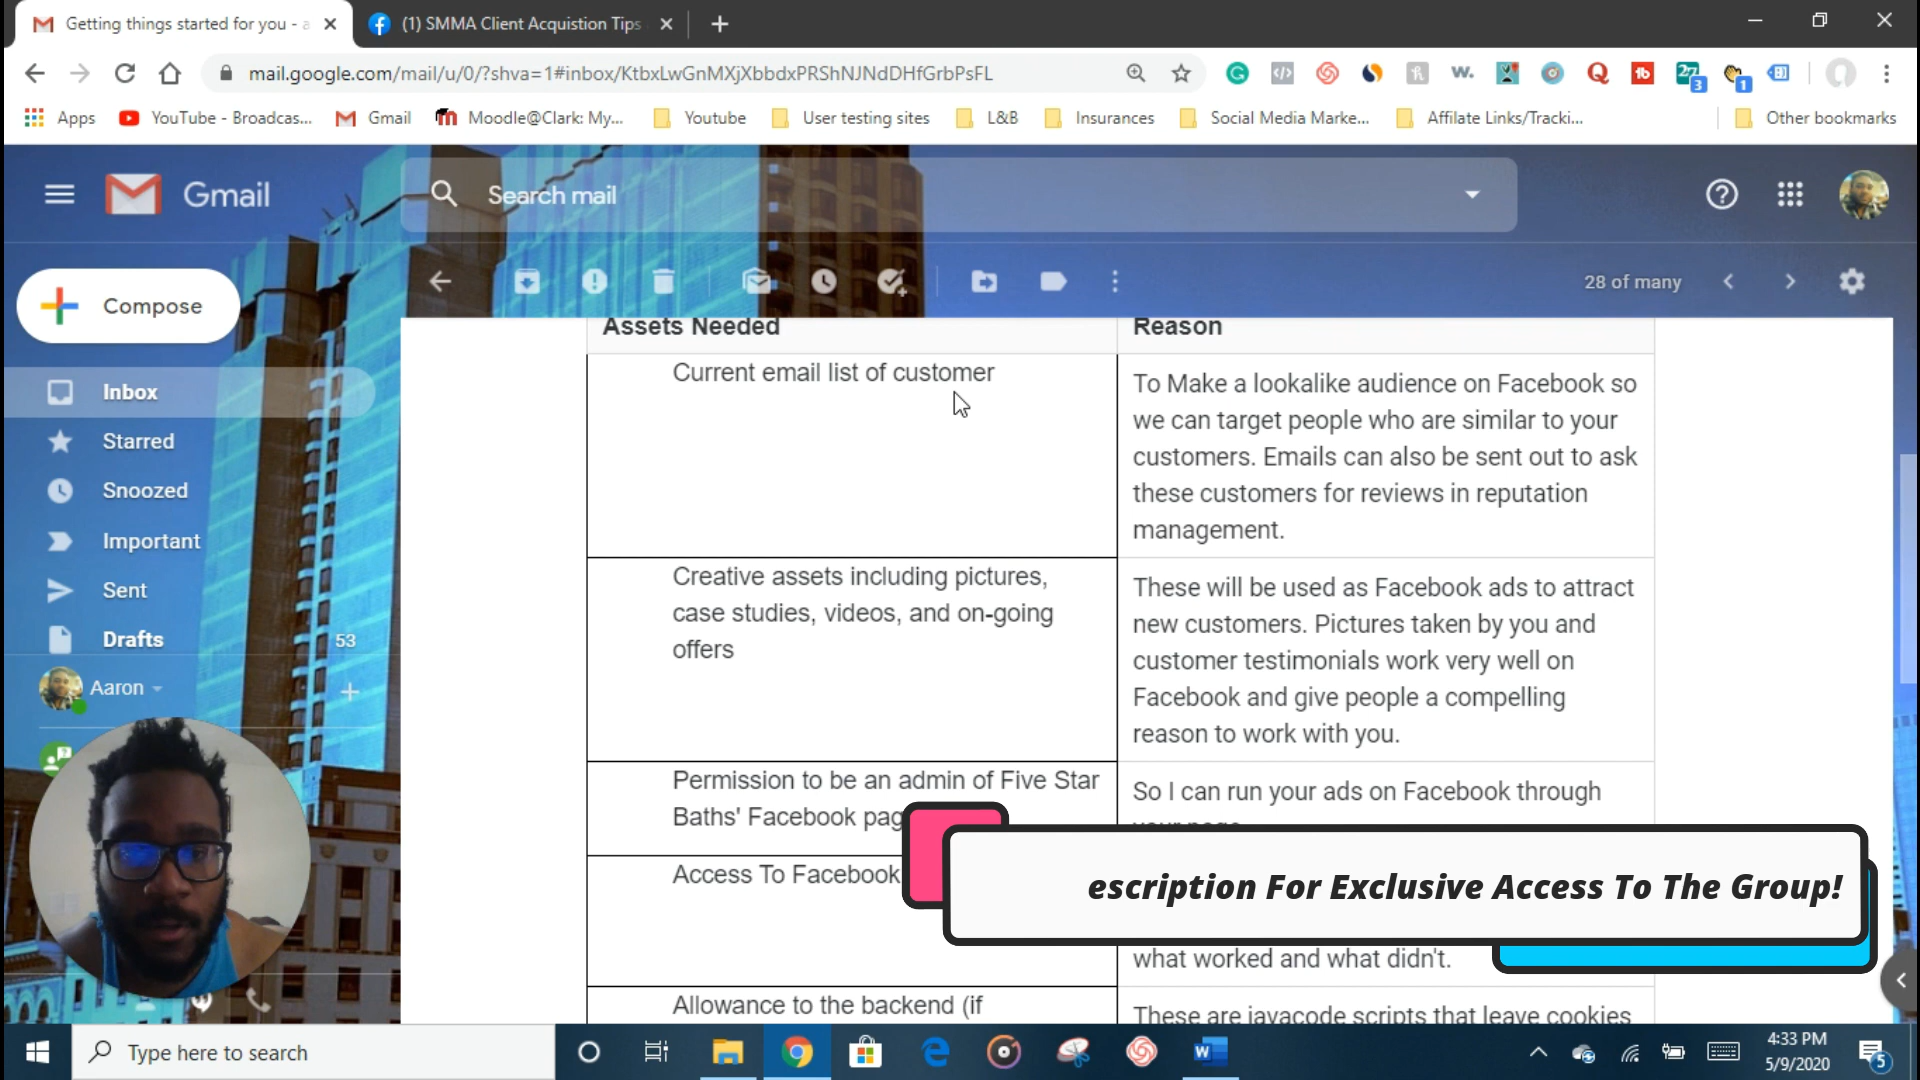 Getting things started for you - a
(1) SMMA Client Acquistion Tips
mail.google.com/mail/u/0/?shva=1#inbox/KtbxLwGnMXjXbbdxPRShNJNdDHfGrbPsFL
Apps
YouTube - Broadcas...
Gmail
Moodle@Clark: My...
Youtube
User testing sites
L&B
Insurances
Social Media Marke...
Affilate Links/Tracki...
Other bookmarks
Gmail
Search mail
Compose
28 of many
Inbox
Starred
Snoozed
Important
Sent
Drafts
53
Aaron
Assets Needed
Reason
Current email list of customer
To Make a lookalike audience on Facebook so
we can target people who are similar to your
customers. Emails can also be sent out to ask
these customers for reviews in reputation
management.
Creative assets including pictures,
case studies, videos, and on-going
offers
These will be used as Facebook ads to attract
new customers. Pictures taken by you and
customer testimonials work very well on
Facebook and give people a compelling
reason to work with you.
Permission to be an admin of Five Star
Baths' Facebook pag
So I can run your ads on Facebook through
Access To Facebook
escription For Exclusive Access To The Group!
what worked and what didn't.
Allowance to the backend (if
These are javacode scripts that leave cookies
Type here to search
4:33 PM
5/9/2020
5